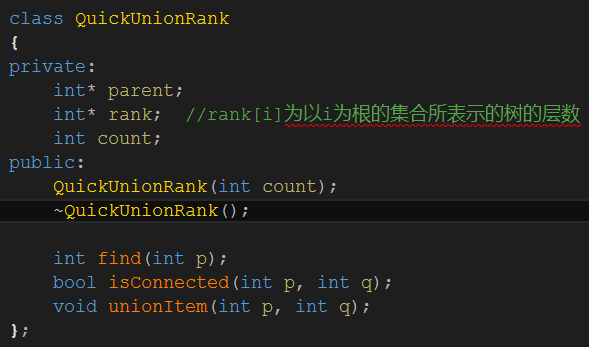 class QuickUnionRank
{
private:
    int* parent;
    int* rank;  //rank[i]为以i为根的集合所表示的树的层数
    int count;
public:
    QuickUnionRank(int count);
    ~QuickUnionRank();

    int find(int p);
    bool isConnected(int p, int q);
    void unionItem(int p, int q);
};